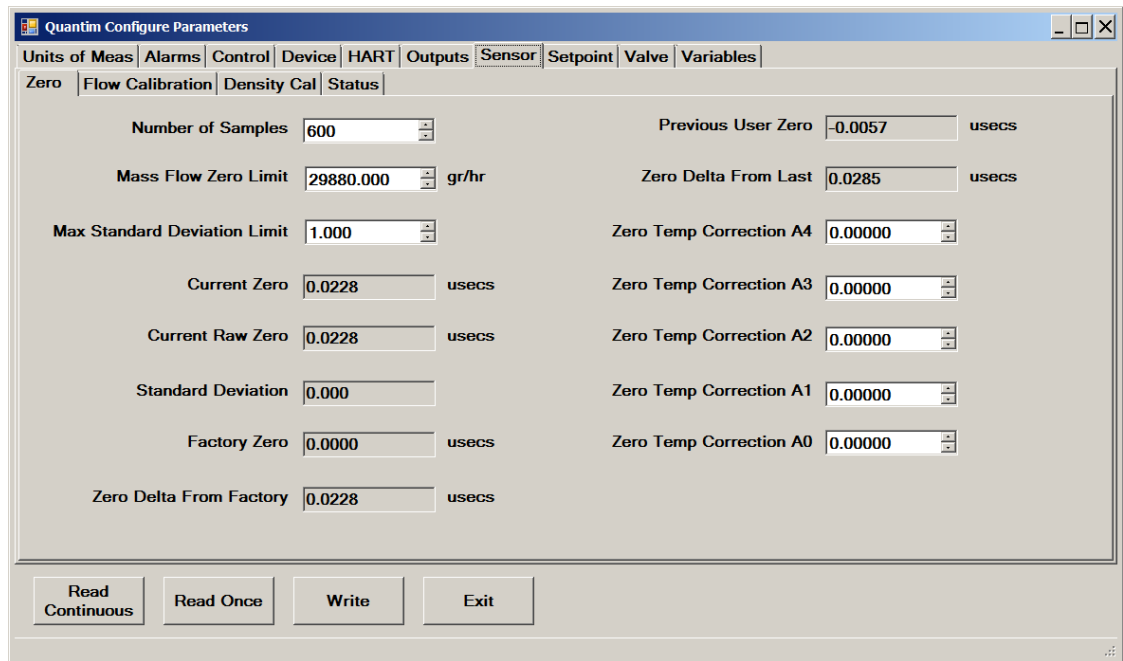 Quantim Configure Parameters
Units of Meas Alarms Control Device HART Outputs Sensor Setpoint Valve Variables
Zero Flow Calibration Density Cal Status
Number of Samples 600
Mass Flow Zero Limit 29880.000 gr/hr
Max Standard Deviation Limit 1.000
Current Zero 0.0228 usecs
Current Raw Zero 0.0228 usecs
Standard Deviation 0.000
Factory Zero 0.0000 usecs
Zero Delta From Factory 0.0228 usecs
Previous User Zero -0.0057 usecs
Zero Delta From Last 0.0285 usecs
Zero Temp Correction A4 0.00000
Zero Temp Correction A3 0.00000
Zero Temp Correction A2 0.00000
Zero Temp Correction A1 0.00000
Zero Temp Correction A0 0.00000
Read
Continuous
Read Once
Write
Exit